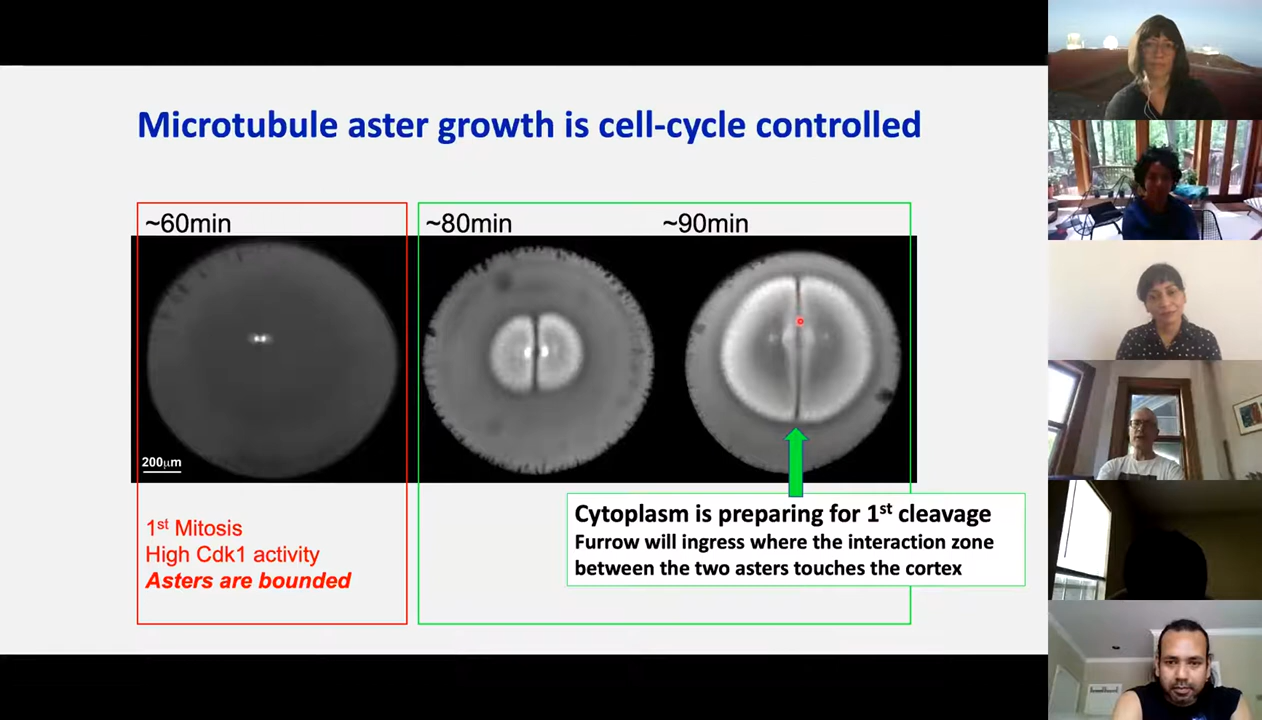 Microtubule aster growth is cell-cycle controlled
~60min
~80min
~90min
200µm
1st Mitosis
High Cdk1 activity
Asters are bounded
Cytoplasm is preparing for 1st cleavage
Furrow will ingress where the interaction zone
between the two asters touches the cortex